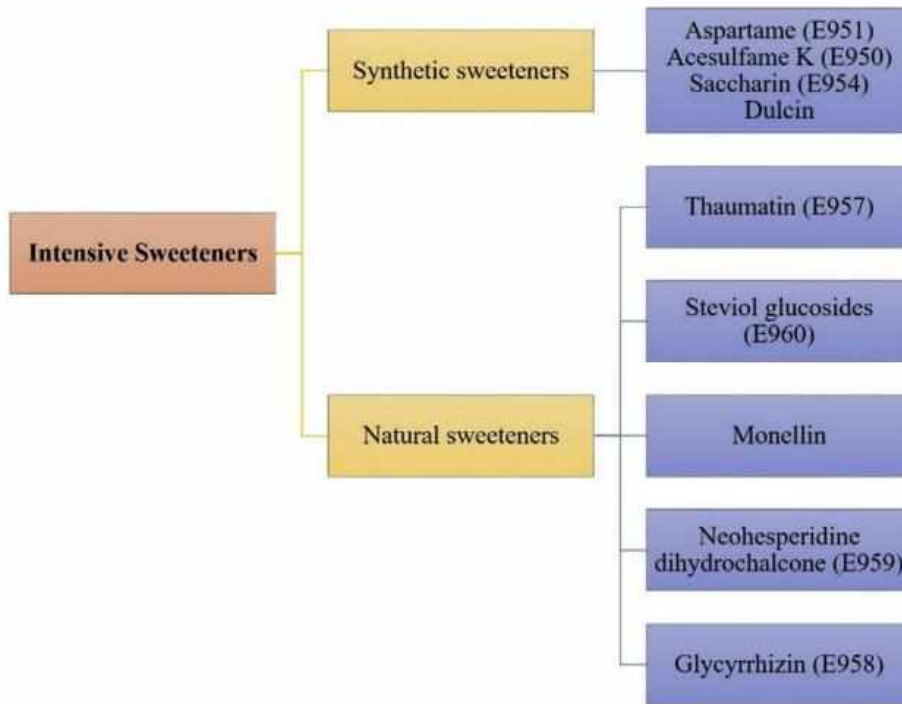 Intensive Sweeteners
Synthetic sweeteners
Aspartame (E951)
Acesulfame K (E950)
Saccharin (E954)
Dulcin
Natural sweeteners
Thaumatin (E957)
Steviol glucosides
(E960)
Monellin
Neohesperidine
dihydrochalcone (E959)
Glycyrrhizin (E958)